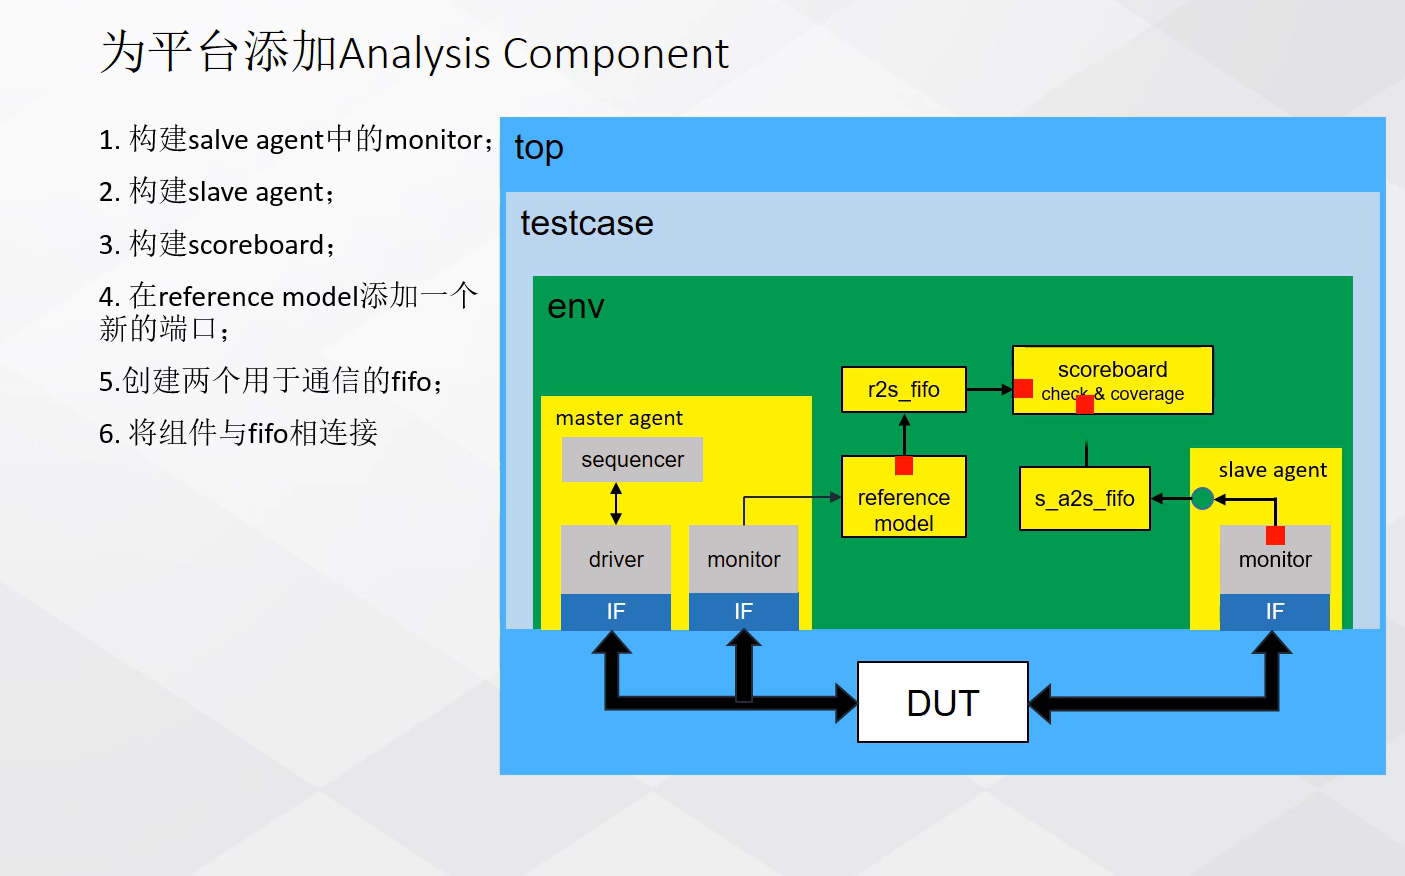 为平台添加Analysis Component
1. 构建salve agent中的monitor；
2. 构建slave agent；
3. 构建scoreboard；
4. 在reference model添加一个
新的端口；
5.创建两个用于通信的fifo；
6. 将组件与fifo相连接
top
testcase
env
scoreboard
check & coverage
r2s_fifo
master agent
sequencer
slave agent
reference
model
s_a2s_fifo
driver
monitor
monitor
IF
IF
IF
DUT